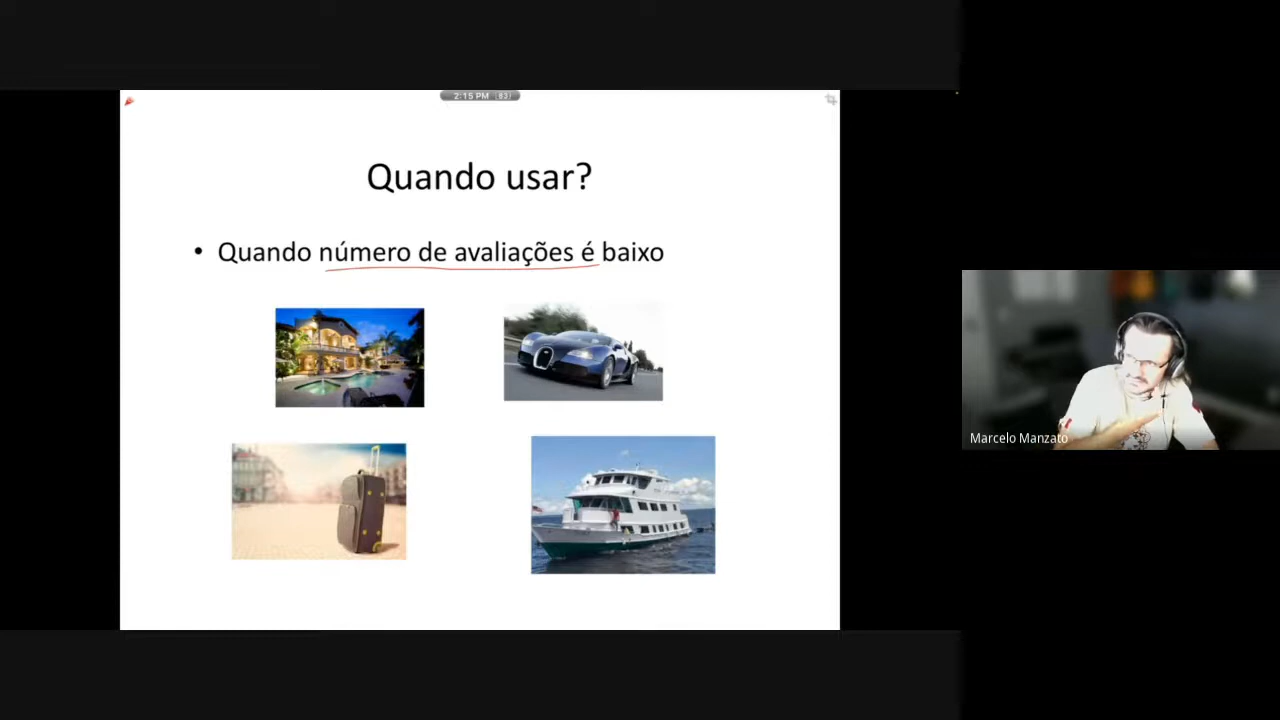 2:15 PM
Quando usar?
• Quando número de avaliações é baixo
Marcelo Manzato